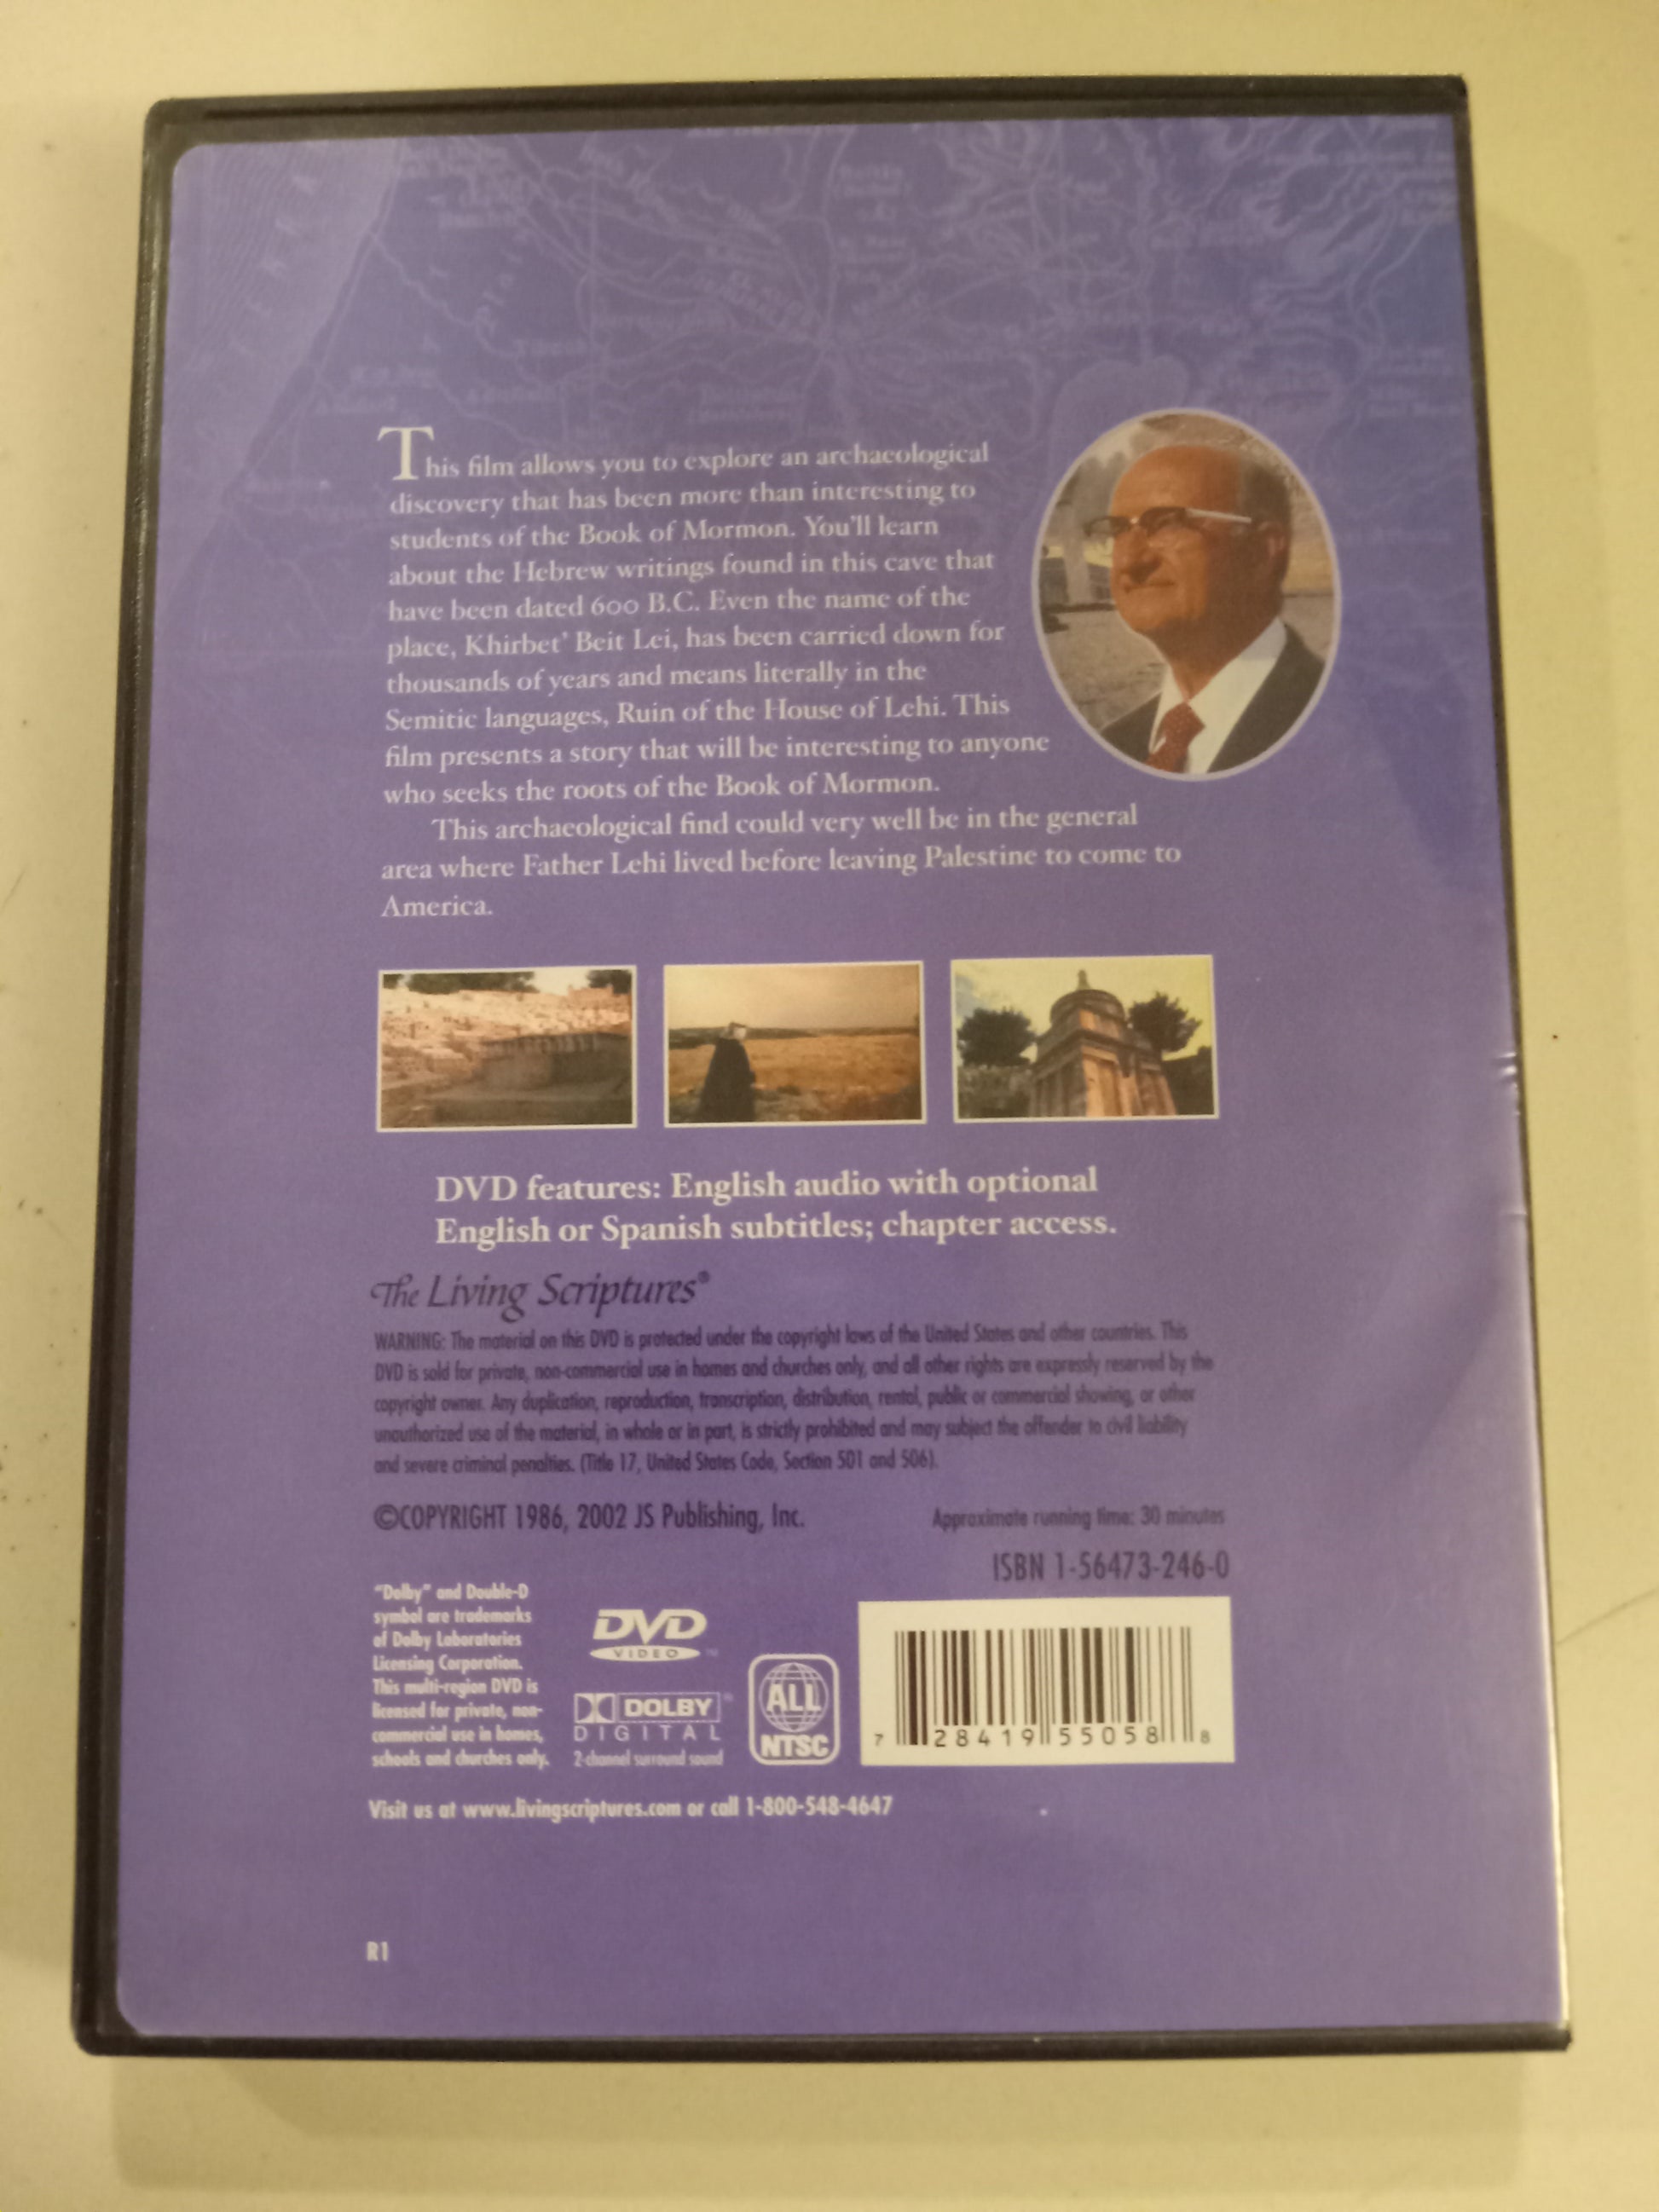 This film allows you to explore an archaeological
discovery that has been more than interesting to
students of the Book of Mormon. You'll learn
about the Hebrew writings found in this cave that
have been dated 600 B.C. Even the name of the
place, Khirbet' Beit Lei, has been carried down for
thousands of years and means literally in the
Semitic languages, Ruin of the House of Lehi. This
film presents a story that will be interesting to anyone
who seeks the roots of the Book of Mormon.
This archaeological find could very well be in the general
area where Father Lehi lived before leaving Palestine to come to
America.
DVD features: English audio with optional
English or Spanish subtitles; chapter access.
The Living Scriptures®
WARNING: The material on this DVD is protected under the copyright laws of the United States and other countries. This
DVD is sold for private, non-commercial use in homes and churches only, and all other rights are expressly reserved by the
copyright owner. Any duplication, reproduction, transcription, distribution, rental, public or commercial showing, or other
unauthorized use of the material, in whole or in part, is strictly prohibited and may subject the offender to civil liability
and severe criminal penalties. (Title 17, United States Code, Section 501 and 506).
©COPYRIGHT 1986, 2002 JS Publishing, Inc.
Approximate running time: 30 minutes
ISBN 1-56473-246-0
"Dolby" and Double-D
symbol are trademarks
of Dolby Laboratories
Licensing Corporation.
This multi-region DVD is
licensed for private, non-
commercial use in homes,
schools and churches only.
DVD
VIDEO™
DOLBY™
DIGITAL
2-channel surround sound
ALL
NTSC
7 28419 55058 8
Visit us at www.livingscriptures.com or call 1-800-548-4647
R1